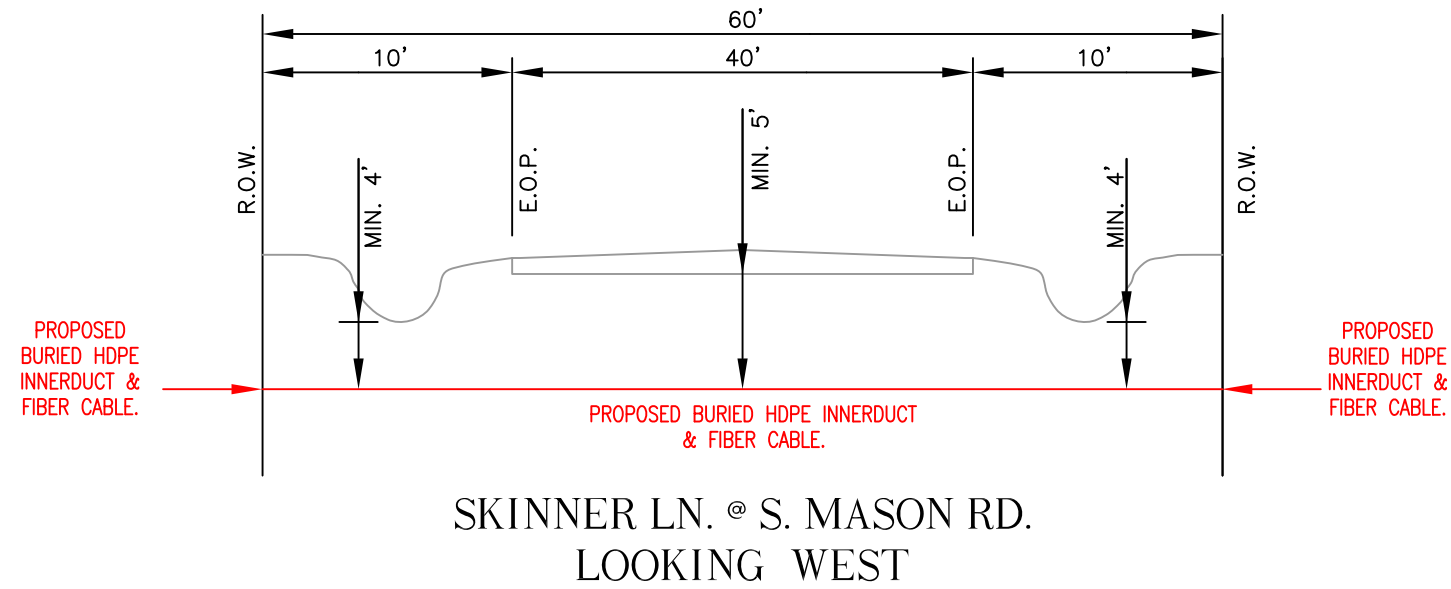 60'
10'
40'
10'
R.O.W.
MIN. 4'
E.O.P.
MIN. 5'
E.O.P.
MIN. 4'
R.O.W.
PROPOSED
BURIED HDPE
INNERDUCT &
FIBER CABLE.
PROPOSED BURIED HDPE INNERDUCT
& FIBER CABLE.
PROPOSED
BURIED HDPE
INNERDUCT &
FIBER CABLE.
SKINNER LN. @ S. MASON RD.
LOOKING WEST